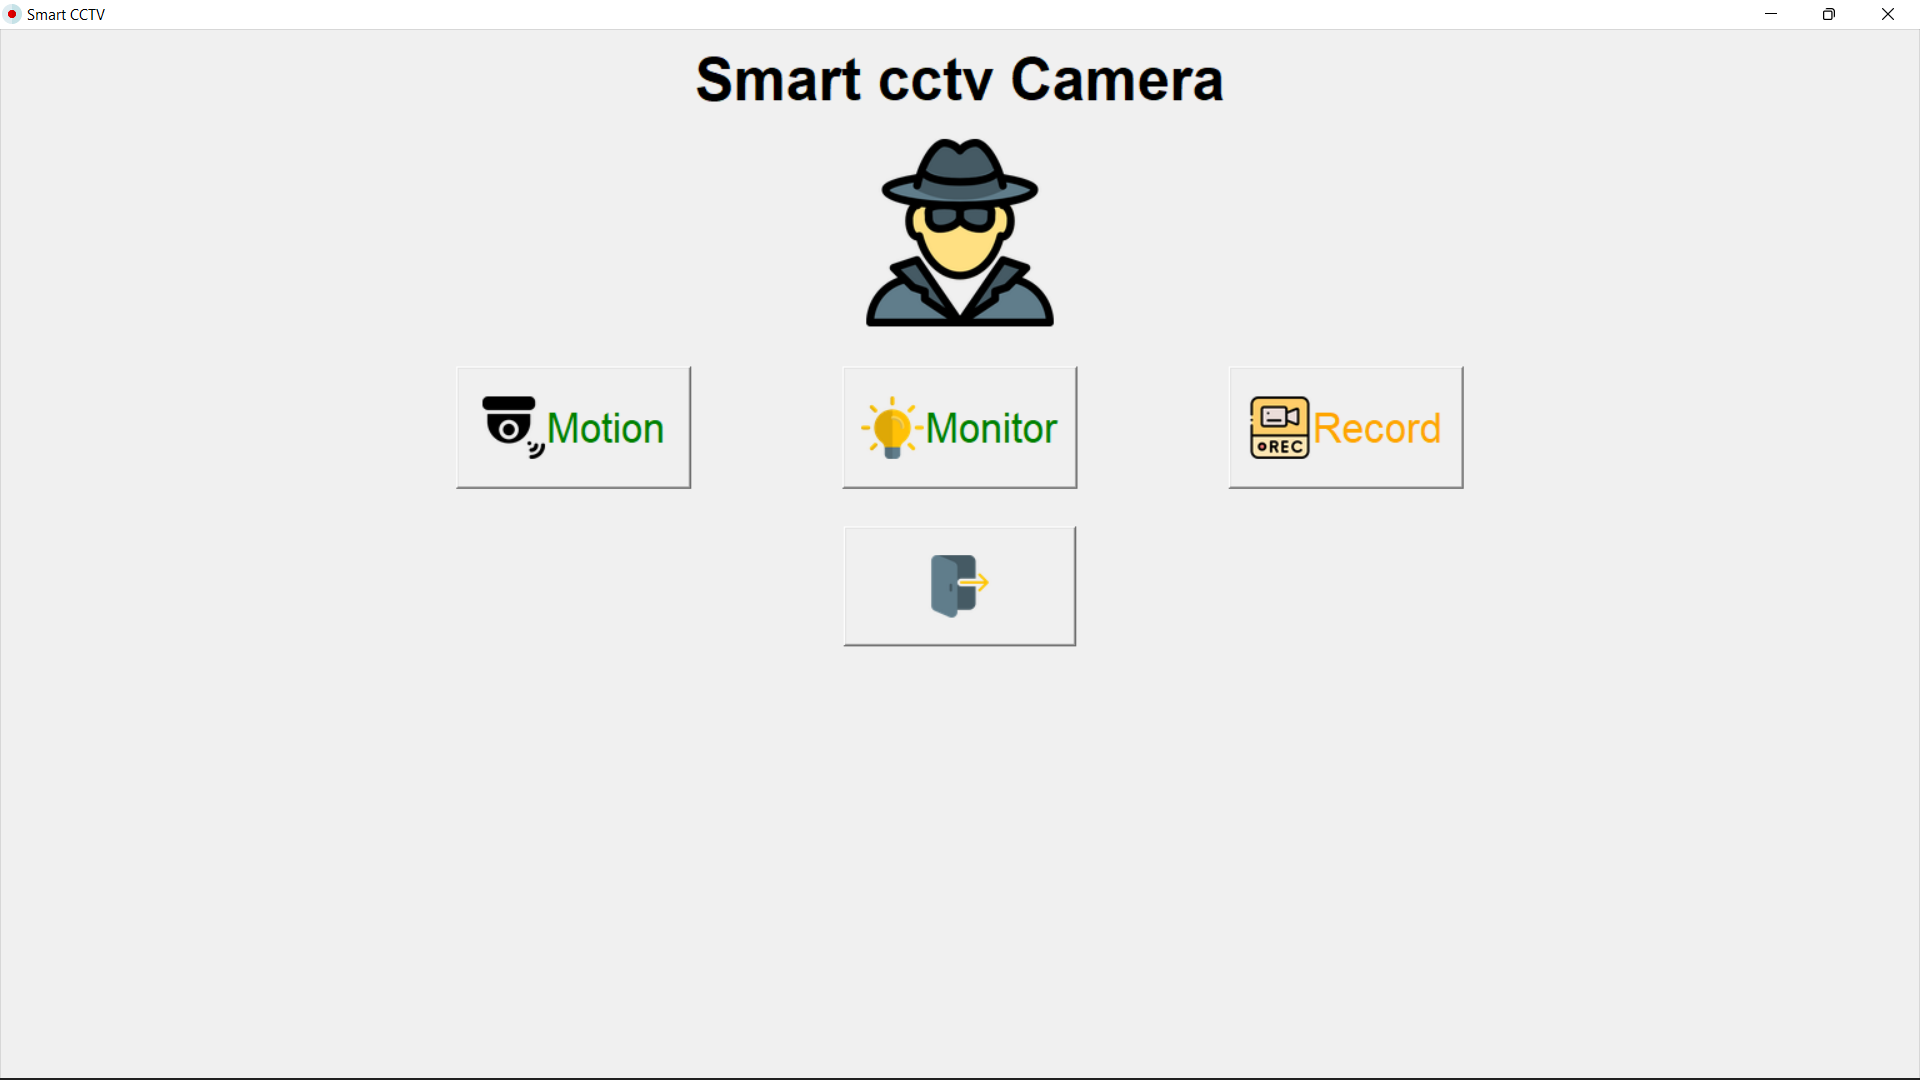 Smart CCTV
Smart cctv Camera
Motion
Monitor
Record
REC